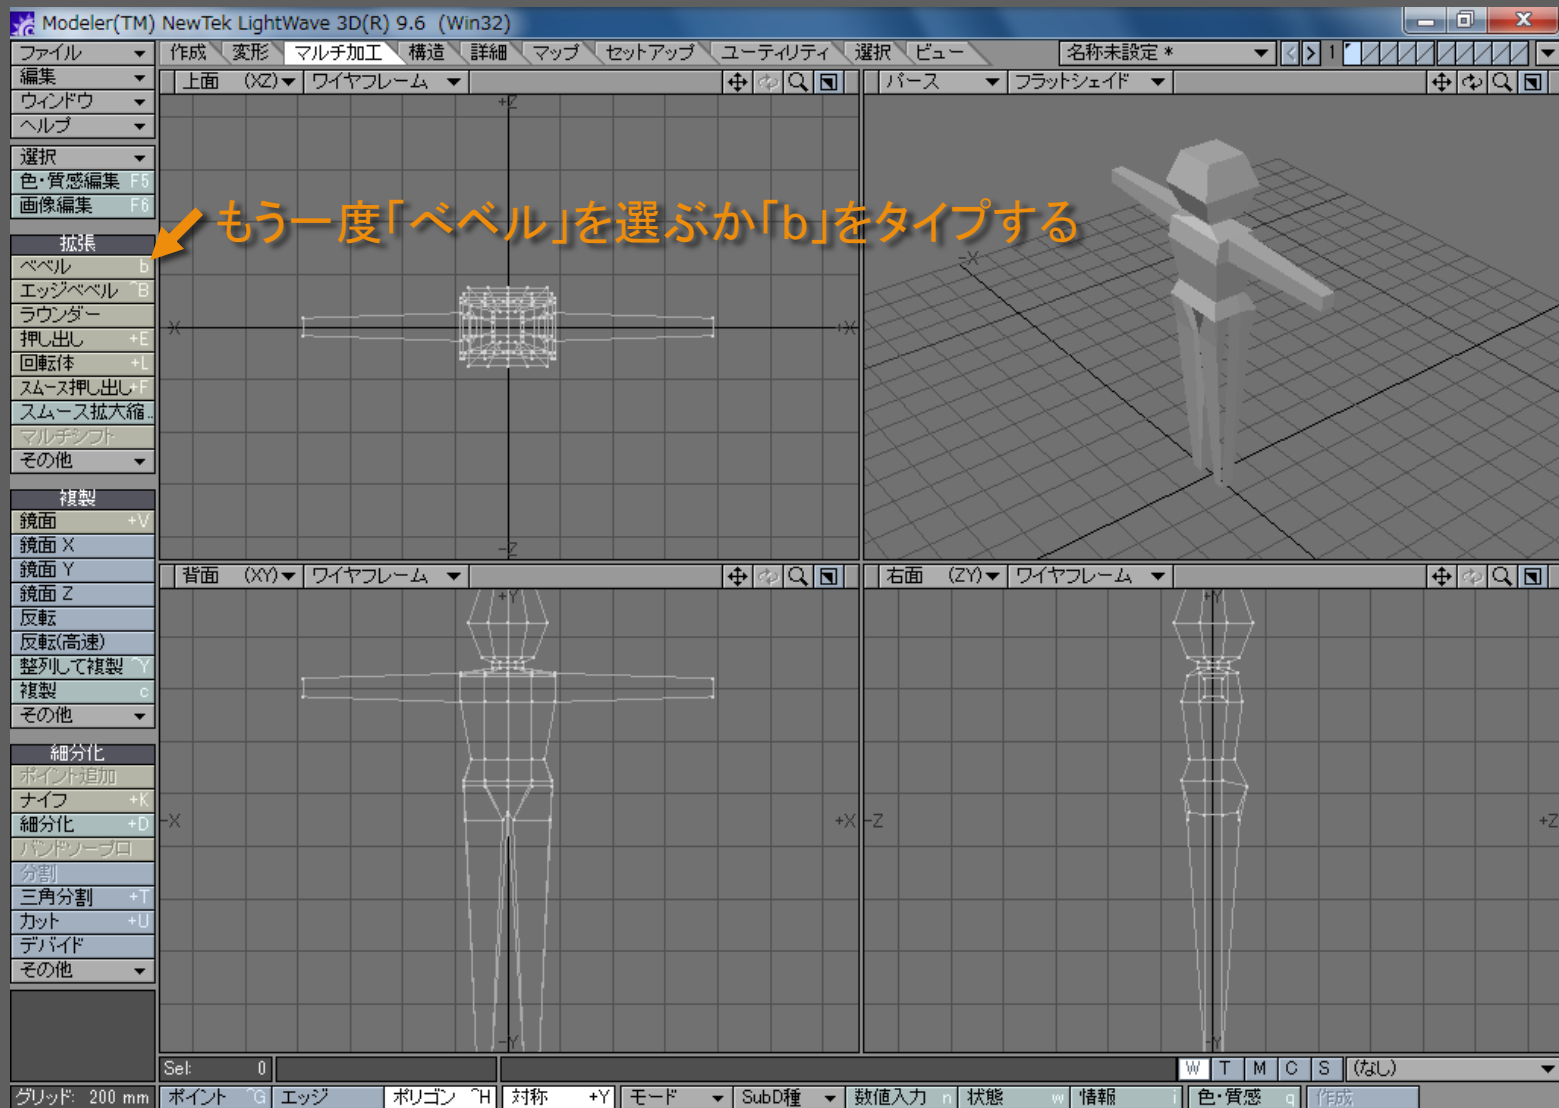 Modeler(TM) NewTek LightWave 3D(R) 9.6 (Win32)
ファイル 作成 変形 マルチ加工 構造 詳細 マップ セットアップ ユーティリティ 選択 ビュー 名称未設定 * 1
編集
ウィンドウ
ヘルプ
選択
色・質感編集 F5
画像編集 F6
拡張
ベベル b
エッジベベル ^B
ラウンダー
押し出し +E
回転体 +L
スムース押し出し+F
スムース拡大縮..
マルチシフト
その他
複製
鏡面 +V
鏡面 X
鏡面 Y
鏡面 Z
反転
反転(高速)
整列して複製 ^Y
複製 c
その他
細分化
ポイント追加
ナイフ +K
細分化 +D
バンドソープロ
分割
三角分割 +T
カット +U
デバイド
その他
上面 (XZ) ワイヤフレーム
+Z
-X
+X
-Z
パース フラットシェイド
-X
もう一度「ベベル」を選ぶか「b」をタイプする
背面 (XY) ワイヤフレーム
+Y
-X
+X
-Y
右面 (ZY) ワイヤフレーム
+Y
-Z
+Z
-Y
Sel: 0
W T M C S (なし)
グリッド: 200 mm ポイント ^G エッジ ポリゴン ^H 対称 +Y モード SubD種 数値入力 n 状態 w 情報 i 色・質感 q 作成